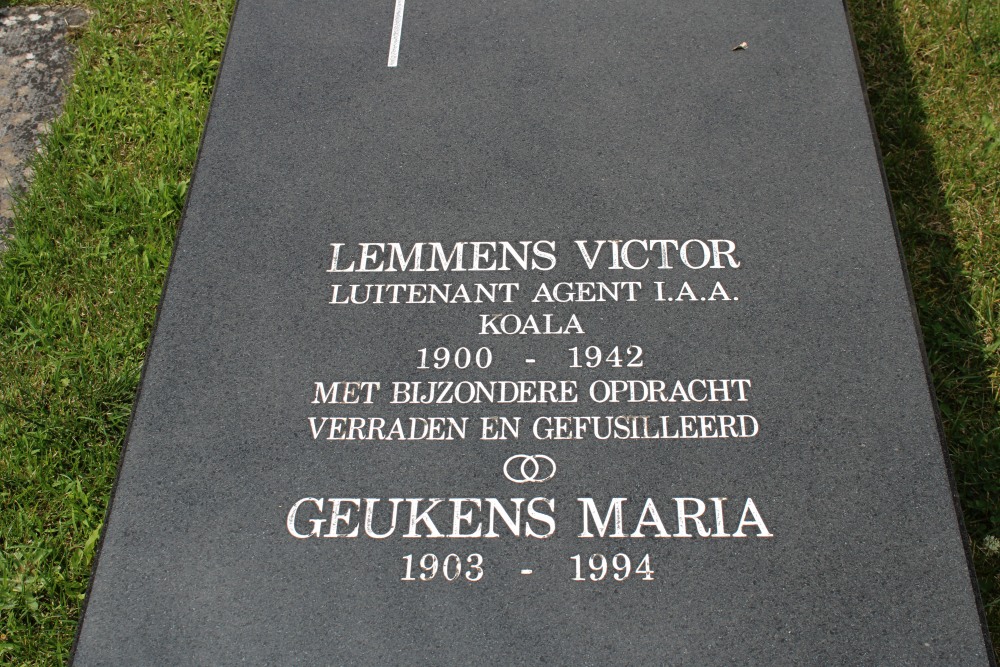 LEMMENS VICTOR
LUITENANT AGENT I.A.A.
KOALA
1900 - 1942
MET BIJZONDERE OPDRACHT
VERRADEN EN GEFUSILLEERD
GEUKENS MARIA
1903 - 1994